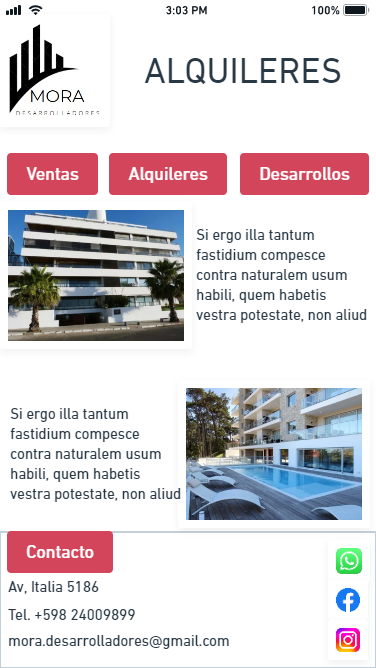 3:03 PM
100%
MORA
DESARROLLADORES
ALQUILERES
Ventas
Alquileres
Desarrollos
Si ergo illa tantum
fastidium compesce
contra naturalem usum
habili, quem habetis
vestra potestate, non aliud
Si ergo illa tantum
fastidium compesce
contra naturalem usum
habili, quem habetis
vestra potestate, non aliud
Contacto
Av, Italia 5186
Tel. +598 24009899
mora.desarrolladores@gmail.com